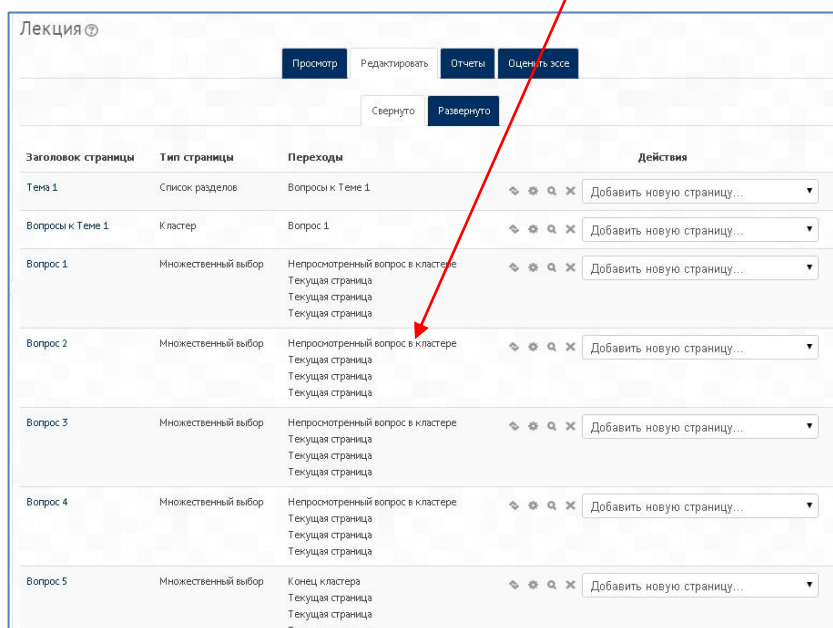 Лекция
Просмотр Редактировать Отчеты Оценить эссе
Свернуто Развернуто
Заголовок страницы Тип страницы Переходы Действия
Тема 1 Список разделов Вопросы к Теме 1 Добавить новую страницу...
Вопросы к Теме 1 Кластер Вопрос 1 Добавить новую страницу...
Вопрос 1 Множественный выбор Непросмотренный вопрос в кластере Добавить новую страницу...
Текущая страница
Текущая страница
Текущая страница
Вопрос 2 Множественный выбор Непросмотренный вопрос в кластере Добавить новую страницу...
Текущая страница
Текущая страница
Текущая страница
Вопрос 3 Множественный выбор Непросмотренный вопрос в кластере Добавить новую страницу...
Текущая страница
Текущая страница
Текущая страница
Вопрос 4 Множественный выбор Непросмотренный вопрос в кластере Добавить новую страницу...
Текущая страница
Текущая страница
Текущая страница
Вопрос 5 Множественный выбор Конец кластера Добавить новую страницу...
Текущая страница
Текущая страница